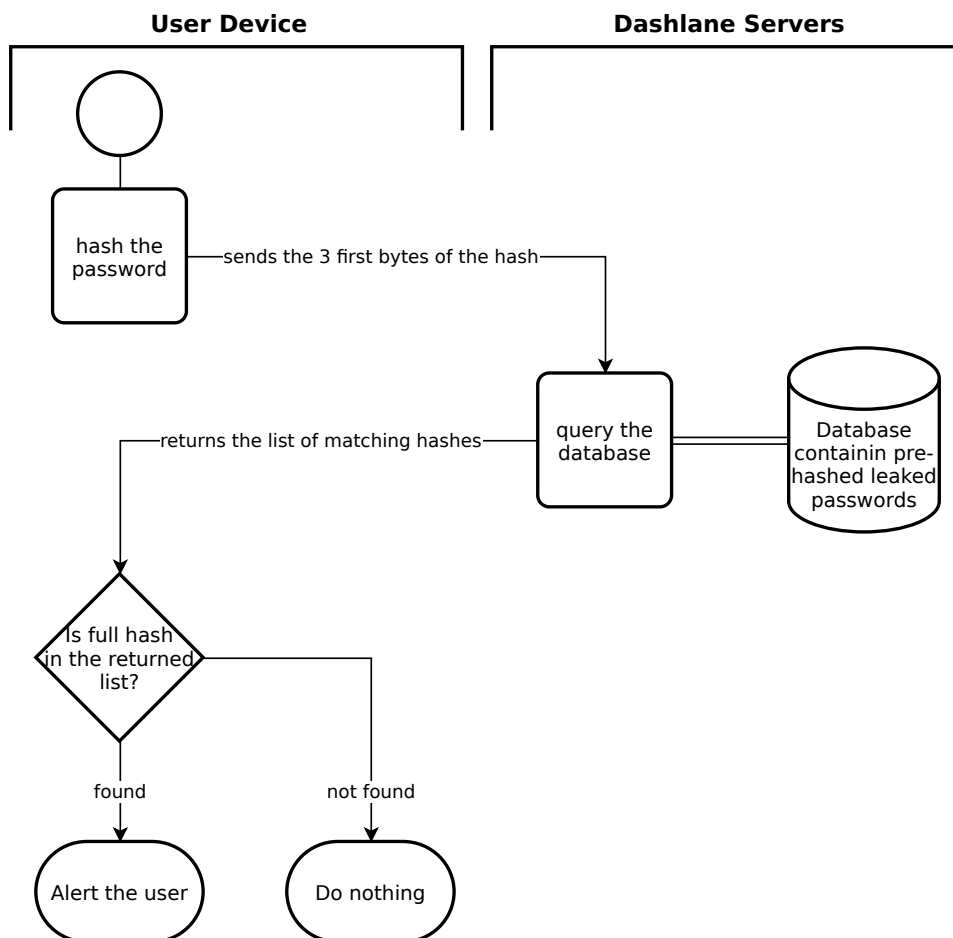 User Device
Dashlane Servers
hash the
password
sends the 3 first bytes of the hash
query the
database
Database
containin pre-
hashed leaked
passwords
returns the list of matching hashes
Is full hash
in the returned
list?
found
not found
Alert the user
Do nothing